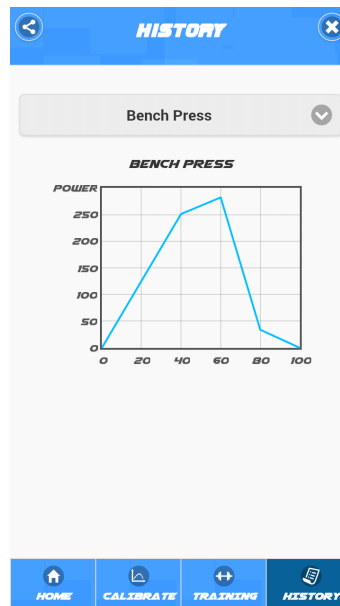 HISTORY
Bench Press
BENCH PRESS
POWER
250
200
150
100
50
0
0 20 40 60 80 100
HOME CALIBRATE TRAINING HISTORY